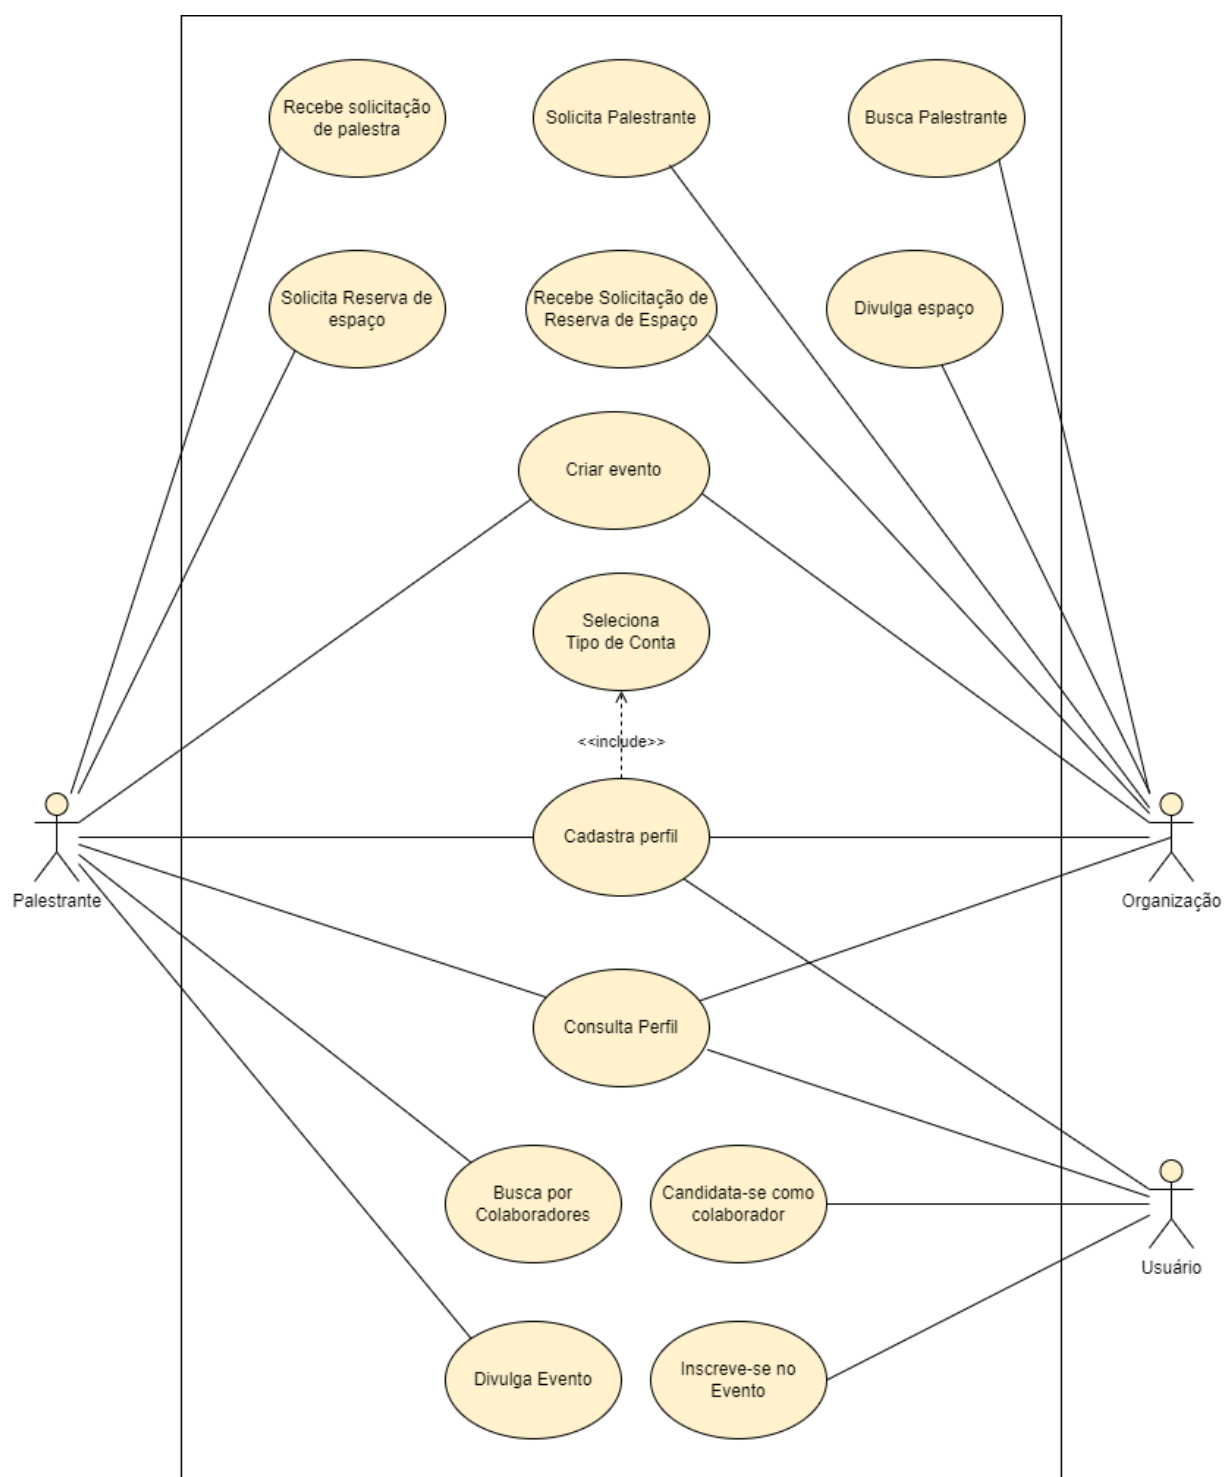 Recebe solicitação
de palestra
Solicita Palestrante
Busca Palestrante
Solicita Reserva de
espaço
Recebe Solicitação de
Reserva de Espaço
Divulga espaço
Criar evento
Seleciona
Tipo de Conta
<<include>>
Cadastra perfil
Palestrante
Organização
Consulta Perfil
Busca por
Colaboradores
Candidata-se como
colaborador
Usuário
Divulga Evento
Inscreve-se no
Evento